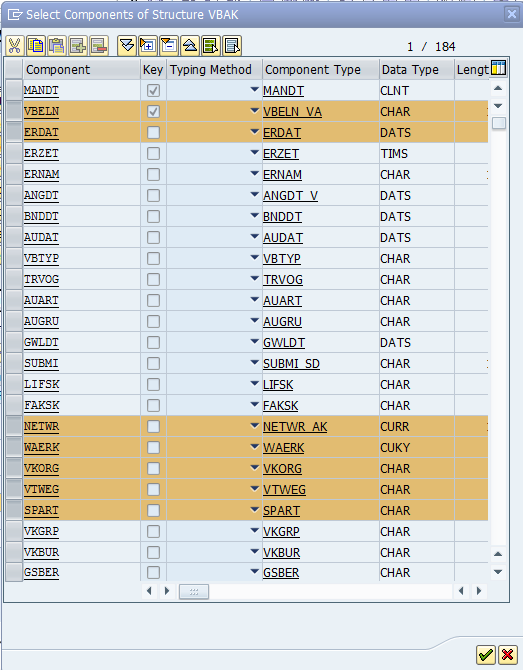 Select Components of Structure VBAK
1 / 184
Component Key Typing Method Component Type Data Type Lengt
MANDT MANDT CLNT
VBELN VBELN_VA CHAR
ERDAT ERDAT DATS
ERZET ERZET TIMS
ERNAM ERNAM CHAR
ANGDT ANGDT_V DATS
BNDDT BNDDT DATS
AUDAT AUDAT DATS
VBTYP VBTYP CHAR
TRVOG TRVOG CHAR
AUART AUART CHAR
AUGRU AUGRU CHAR
GWLDT GWLDT DATS
SUBMI SUBMI_SD CHAR
LIFSK LIFSK CHAR
FAKSK FAKSK CHAR
NETWR NETWR_AK CURR
WAERK WAERK CUKY
VKORG VKORG CHAR
VTWEG VTWEG CHAR
SPART SPART CHAR
VKGRP VKGRP CHAR
VKBUR VKBUR CHAR
GSBER GSBER CHAR